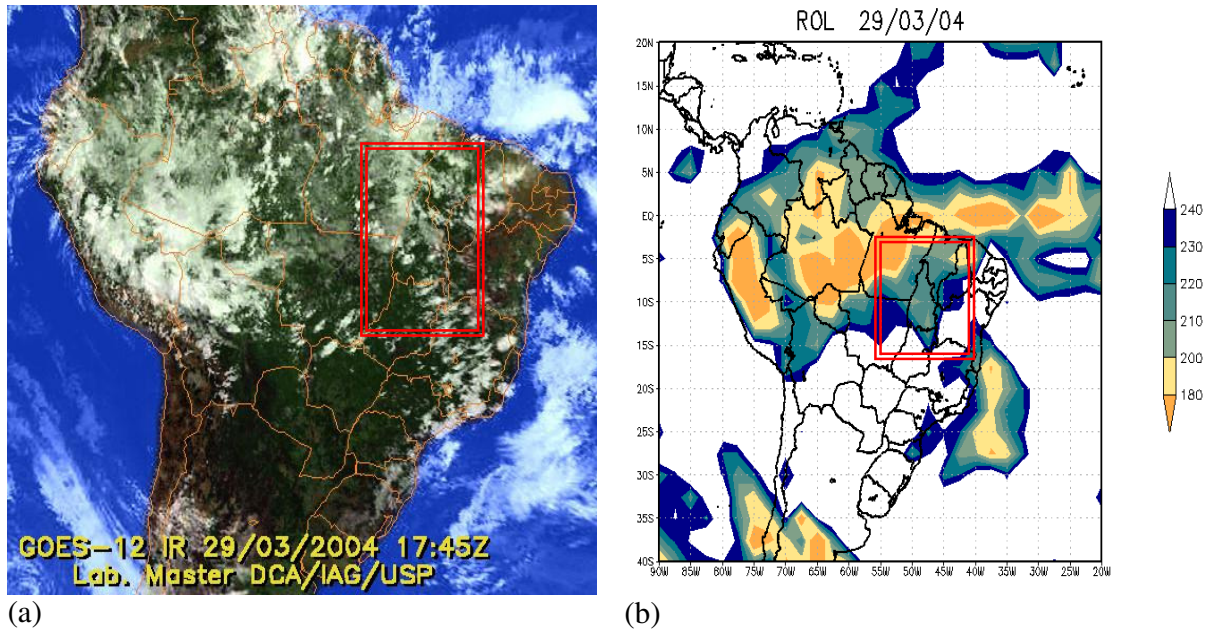 ROL 29/03/04
20N
15N
10N
5N
EQ
5S
10S
15S
20S
25S
30S
35S
40S
90W 85W 80W 75W 70W 65W 60W 55W 50W 45W 40W 35W 30W 25W 20W
240
230
220
210
200
180
GOES-12 IR 29/03/2004 17:45Z
Lab. Master DCA/IAG/USP
(a) (b)